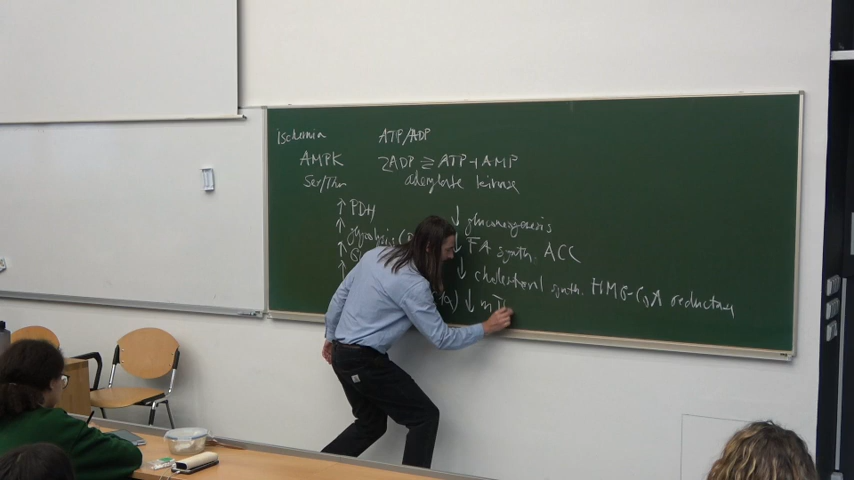 ischemia ATP/ADP
AMPK 2ADP ⇌ ATP + AMP
Ser/Thr adenylate kinase
↑ PDH ↓ gluconeogenesis
↑ glycolysis ↓ FA synth. ACC
↑ ↓ cholesterol synth. HMG-CoA reductase
↑ ↓